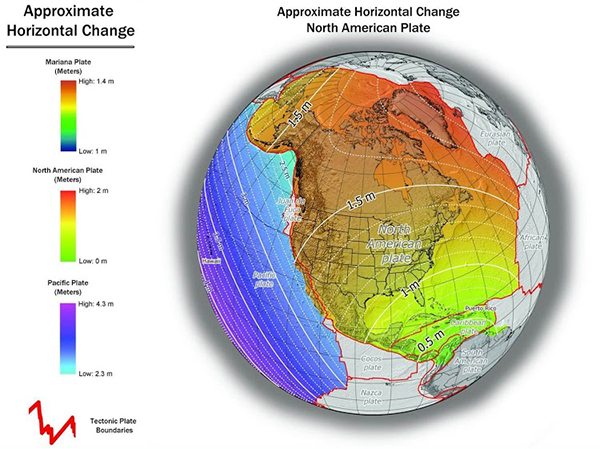 Approximate
Horizontal Change
Mariana Plate
(Meters)
High: 1.4 m
Low: 1 m
North American Plate
(Meters)
High: 2 m
Low: 0 m
Pacific Plate
(Meters)
High: 4.3 m
Low: 2.3 m
Tectonic Plate
Boundaries
Approximate Horizontal Change
North American Plate
1.5 m
Eurasian
plate
2.5 m
Juan de
Fuca
plate
1.5 m
North
American
plate
African
plate
Hawaii
Pacific
plate
1 m
Puerto Rico
Caribbean
plate
0.5 m
Cocos
plate
South
American
plate
Nazca
plate